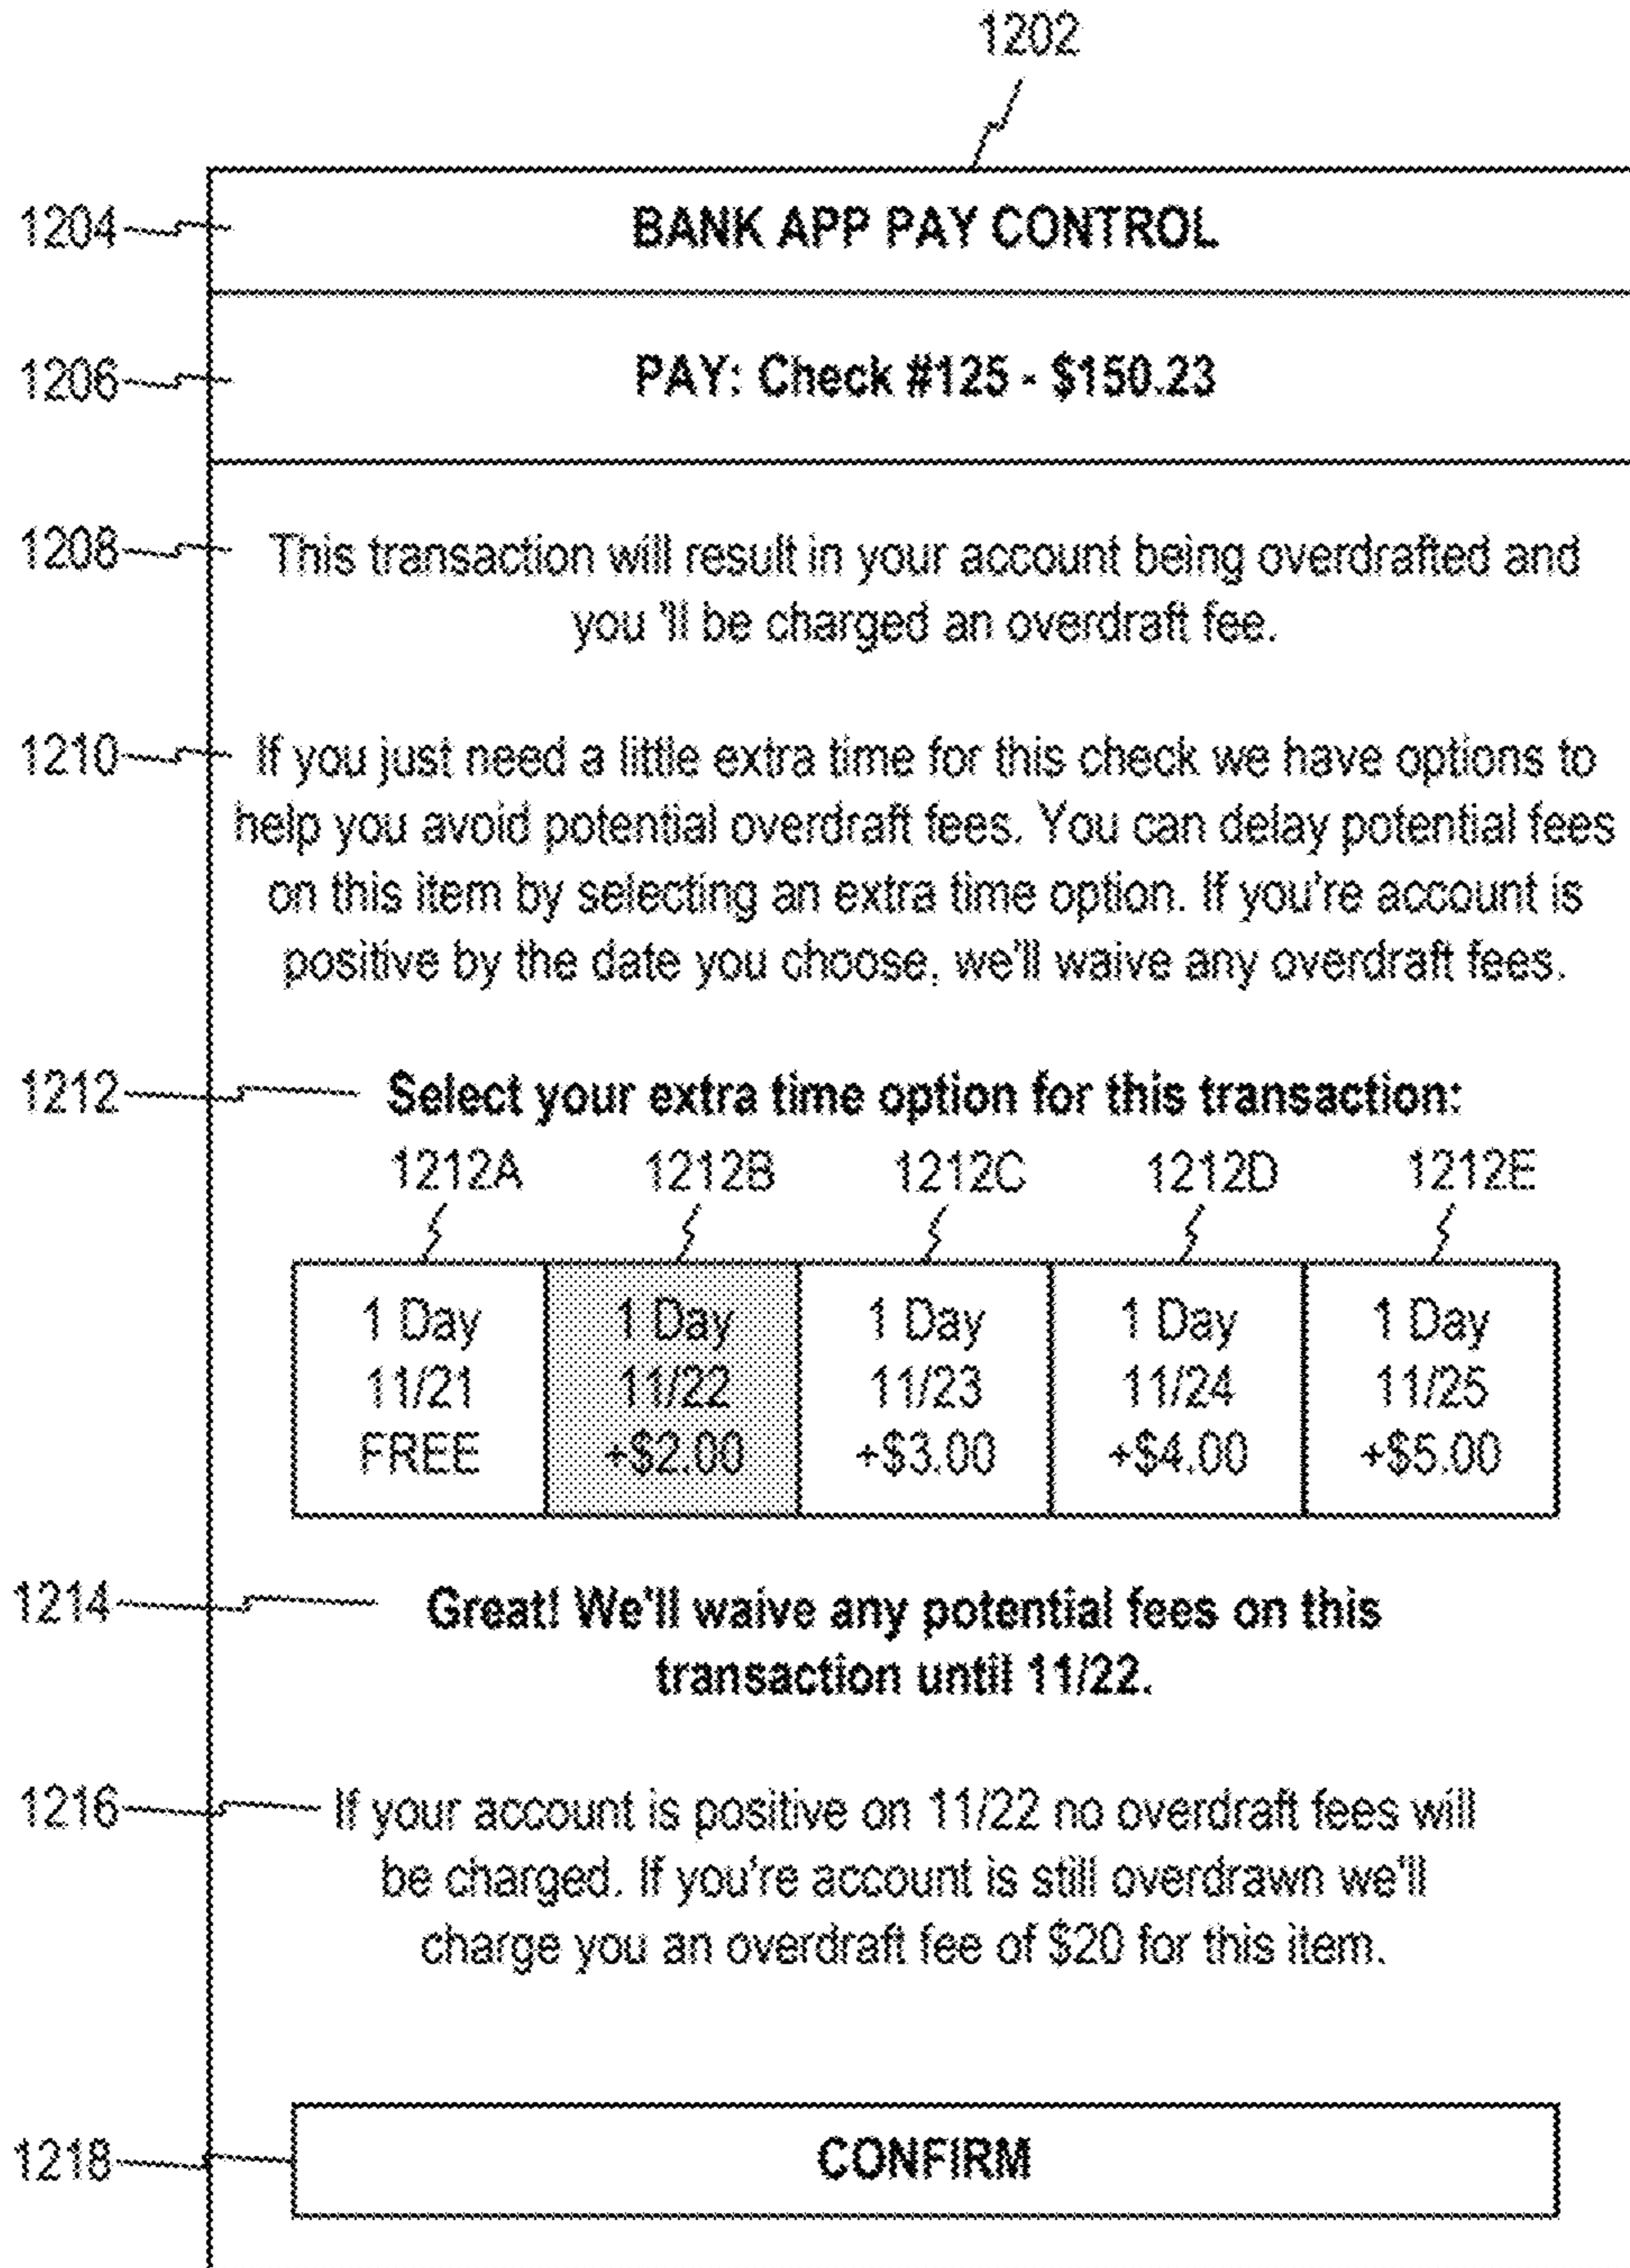 1202
1204
BANK APP PAY CONTROL
1206
PAY: Check #125 - $150.23
1208
This transaction will result in your account being overdrafted and
you 'll be charged an overdraft fee.
1210
If you just need a little extra time for this check we have options to
help you avoid potential overdraft fees. You can delay potential fees
on this item by selecting an extra time option. If you're account is
positive by the date you choose, we'll waive any overdraft fees.
1212
Select your extra time option for this transaction:
1212A 1212B 1212C 1212D 1212E
1 Day 1 Day 1 Day 1 Day 1 Day
11/21 11/22 11/23 11/24 11/25
FREE +$2.00 +$3.00 +$4.00 +$5.00
1214
Great! We'll waive any potential fees on this
transaction until 11/22.
1216
If your account is positive on 11/22 no overdraft fees will
be charged. If you're account is still overdrawn we'll
charge you an overdraft fee of $20 for this item.
1218
CONFIRM